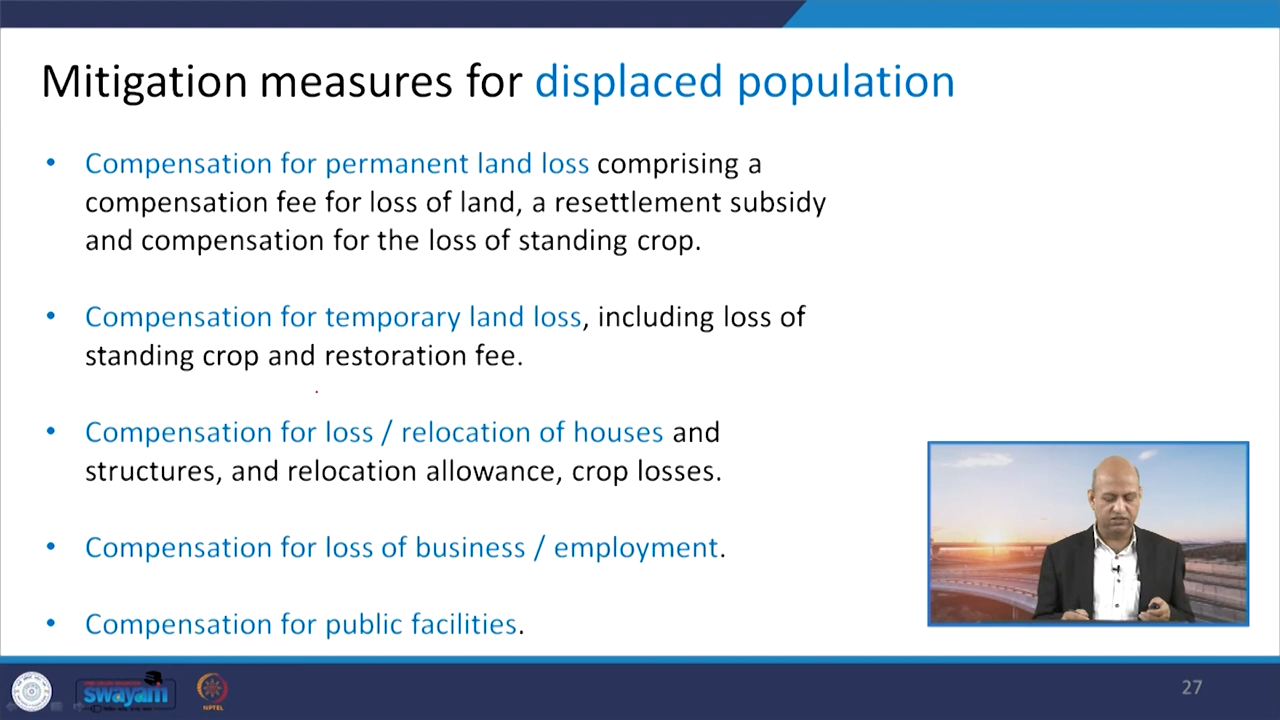 Mitigation measures for displaced population
• Compensation for permanent land loss comprising a
compensation fee for loss of land, a resettlement subsidy
and compensation for the loss of standing crop.
• Compensation for temporary land loss, including loss of
standing crop and restoration fee.
• Compensation for loss / relocation of houses and
structures, and relocation allowance, crop losses.
• Compensation for loss of business / employment.
• Compensation for public facilities.
swayam
NPTEL
27